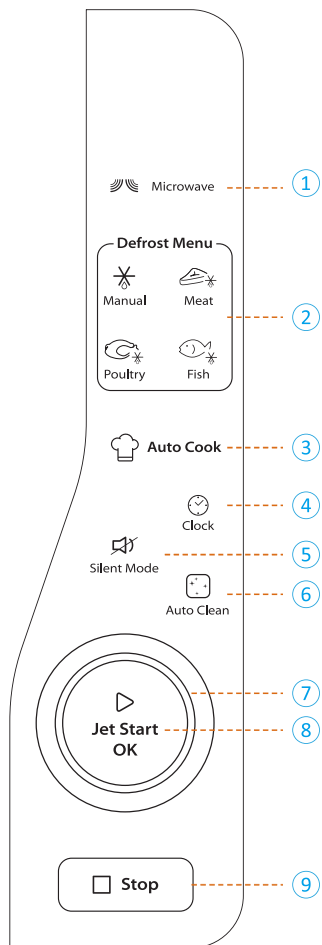 Microwave
1
Defrost Menu
Manual
Meat
2
Poultry
Fish
Auto Cook
3
4
Clock
5
Silent Mode
6
Auto Clean
7
Jet Start
8
OK
Stop
9